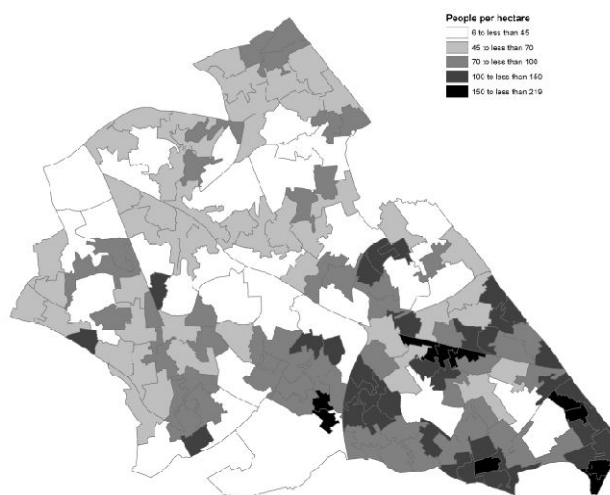 People per hectare
6 to less than 45
45 to less than 70
70 to less than 100
100 to less than 150
150 to less than 219